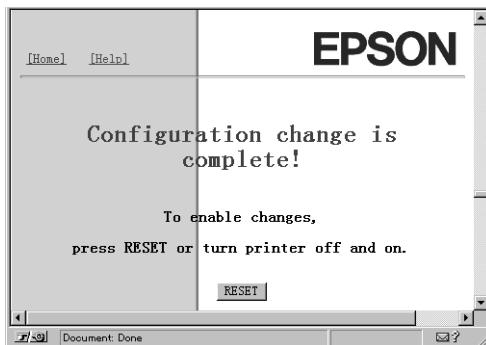 [Home] [Help]
EPSON
Configuration change is
complete!
To enable changes,
press RESET or turn printer off and on.
RESET
Document: Done